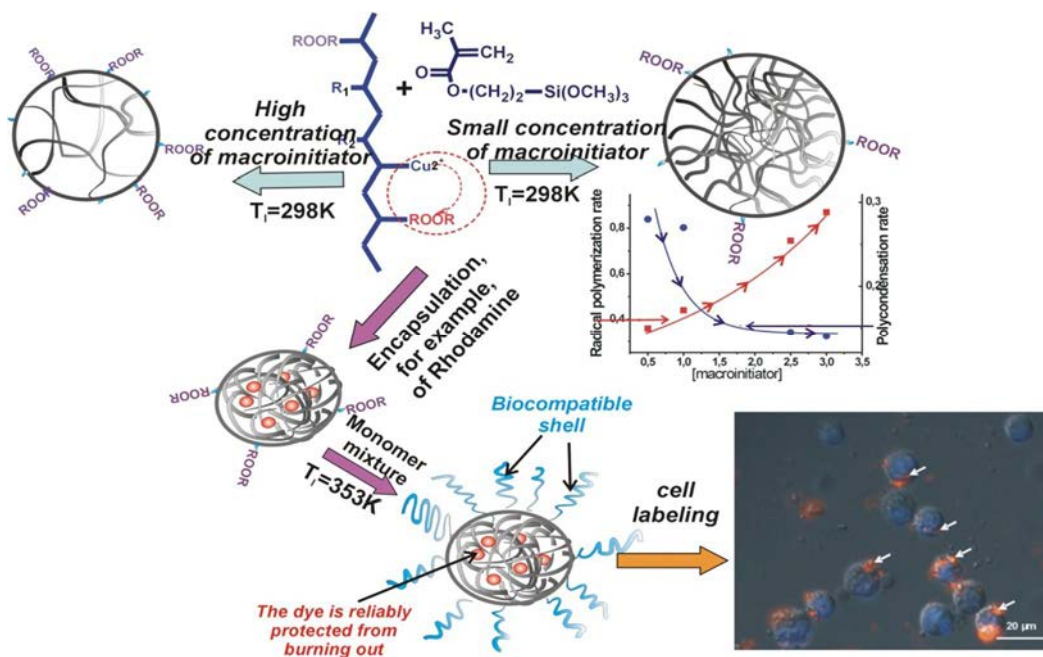 ROOR
H₃C
CH₂
O
O-(CH₂)₂-Si(OCH₃)₃
R₁
+
R₂
Cu²⁺
ROOR
High
concentration
of macroinitiator
Tᵢ=298K
Small concentration
of macroinitiator
Tᵢ=298K
ROOR
ROOR
ROOR
ROOR
ROOR
ROOR
ROOR
ROOR
ROOR
Radical polymerization rate
0,8
0,6
0,4
0,3
0,2
Polycondensation rate
0,5 1,0 1,5 2,0 2,5 3,0 3,5
[macroinitiator]
Encapsulation,
for example,
of Rhodamine
ROOR
ROOR
ROOR
ROOR
Monomer
mixture
Tᵢ=353K
Biocompatible
shell
The dye is reliably
protected from
burning out
cell
labeling
20 µm